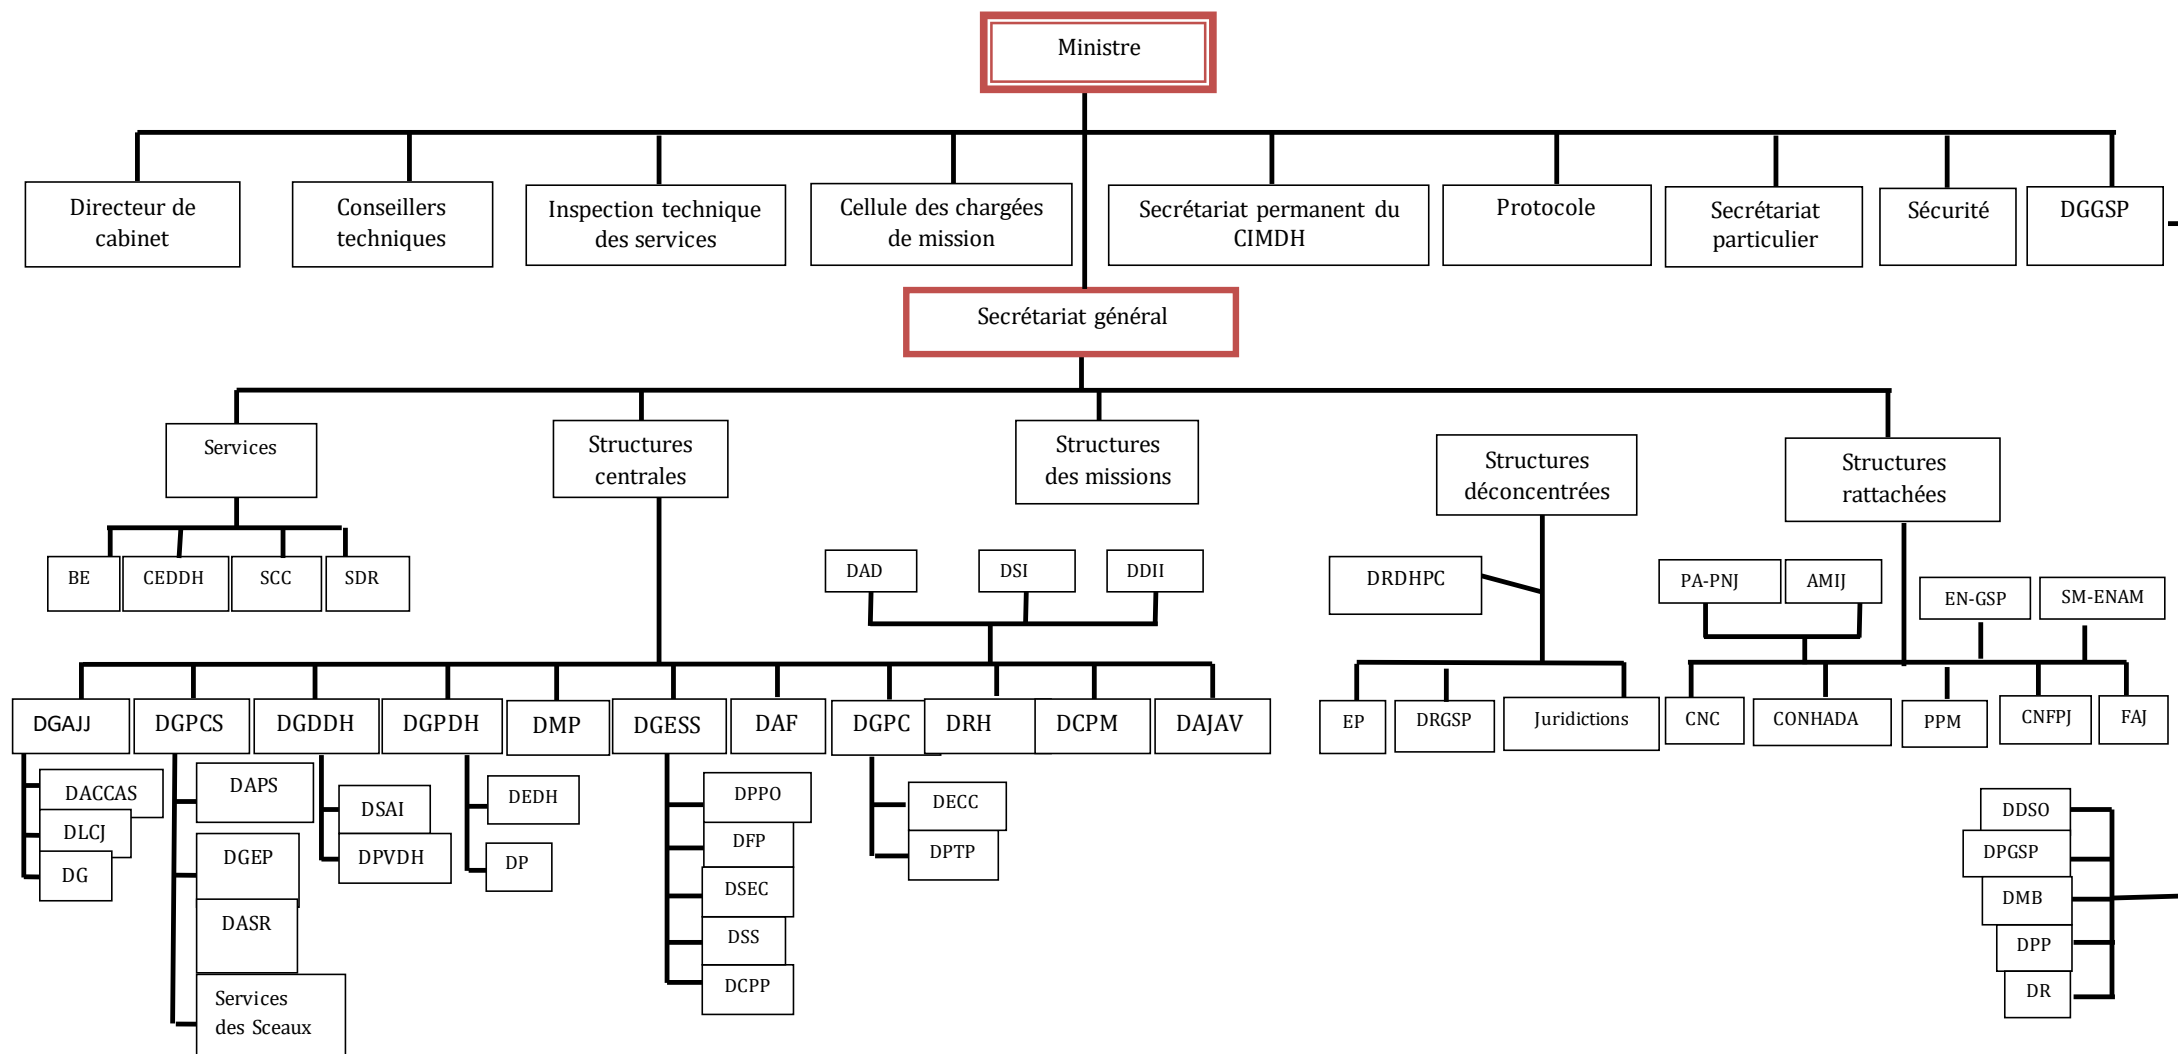 Ministre
Directeur de
cabinet
Conseillers
techniques
Inspection technique
des services
Cellule des chargées
de mission
Secrétariat permanent du
CIMDH
Protocole
Secrétariat
particulier
Sécurité
DGGSP
Secrétariat général
Services
Structures
centrales
Structures
des missions
Structures
déconcentrées
Structures
rattachées
BE
CEDDH
SCC
SDR
DAD
DSI
DDII
DRDHPC
PA-PNJ
AMIJ
EN-GSP
SM-ENAM
DGAJJ
DGPCS
DGDDH
DGPDH
DMP
DGESS
DAF
DGPC
DRH
DCPM
DAJAV
EP
DRGSP
Juridictions
CNC
CONHADA
PPM
CNFPJ
FAJ
DACCAS
DLCJ
DG
DAPS
DGEP
DASR
Services
des Sceaux
DSAI
DPVDH
DEDH
DP
DPPO
DFP
DSEC
DSS
DCPP
DECC
DPTP
DDSO
DPGSP
DMB
DPP
DR